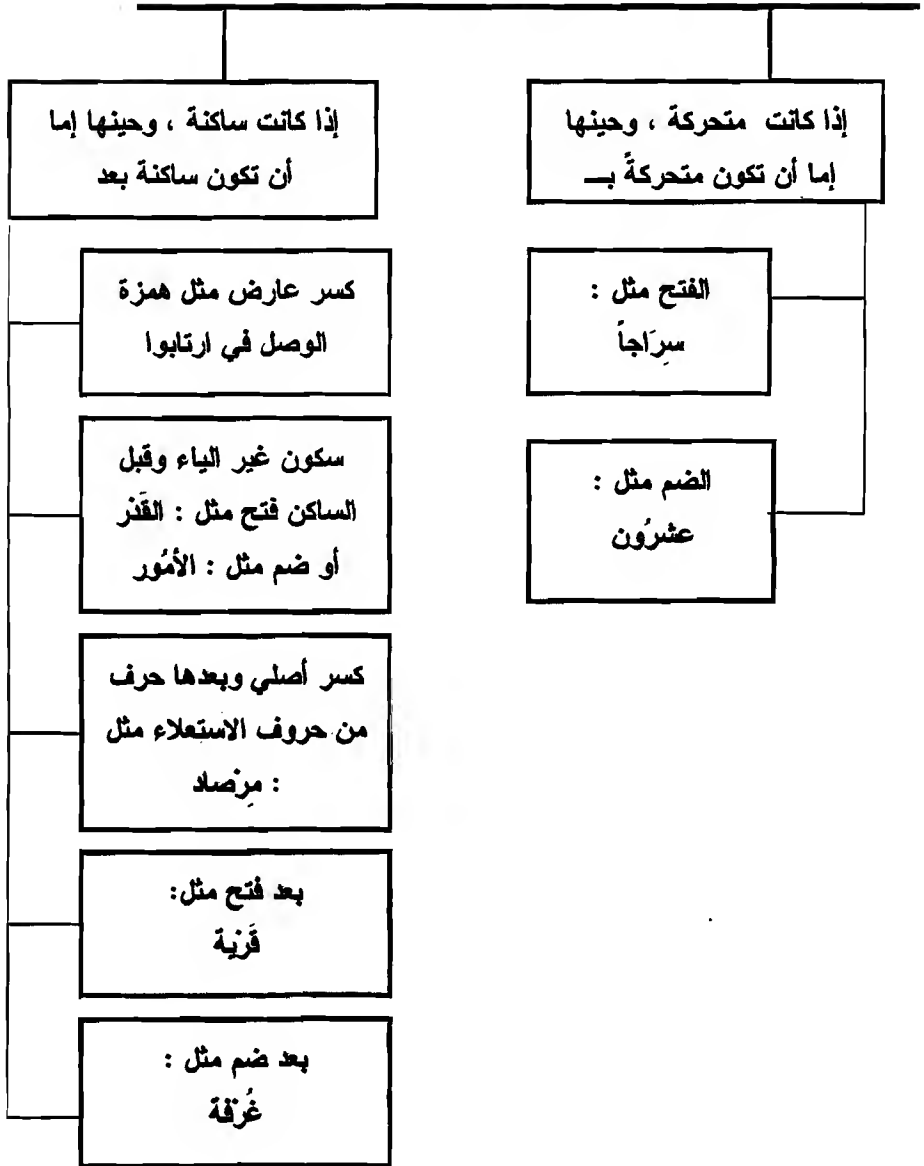 إذا كانت متحركة ، وحينها
إما أن تكون متحركةً بـــ
الفتح مثل :
سِرَاجاً
الضم مثل :
عشرُون
إذا كانت ساكنة ، وحينها إما
أن تكون ساكنة بعد
كسر عارض مثل همزة
الوصل في ارتابوا
سكون غير الياء وقبل
الساكن فتح مثل : القَدْر
أو ضم مثل : الأمُور
كسر أصلي وبعدها حرف
من حروف الاستعلاء مثل
: مِرْصاد
بعد فتح مثل:
قَرْية
بعد ضم مثل :
غُرْفة